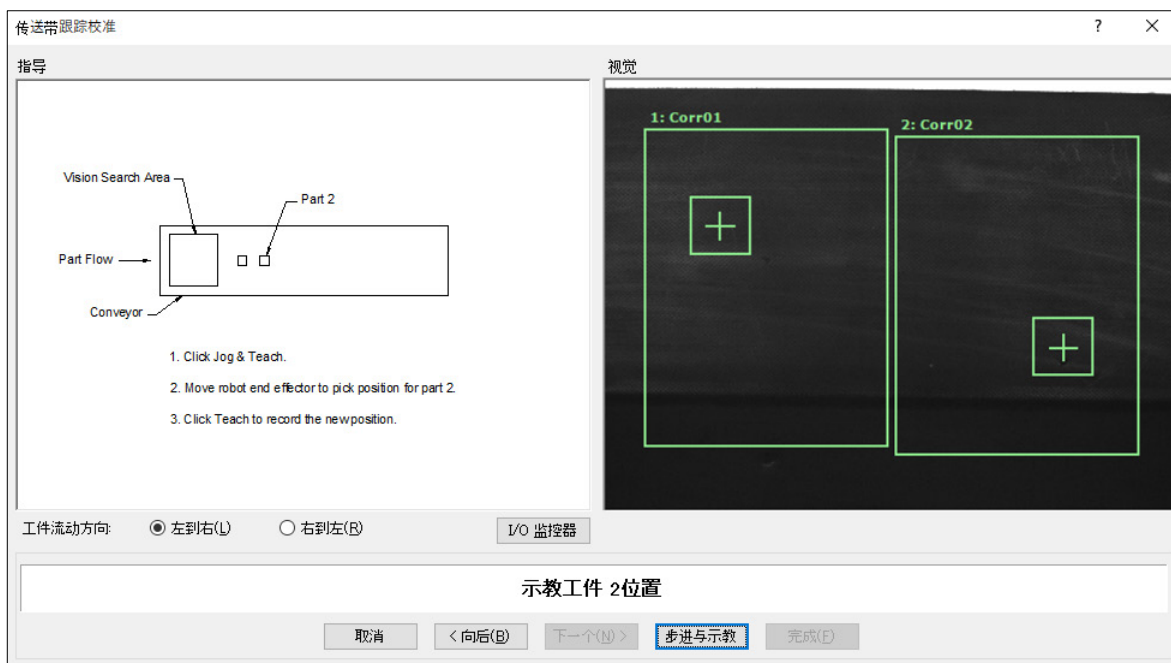 传送带跟踪校准
?
指导
视觉
Vision Search Area
Part 2
Part Flow
Conveyor
1. Click Jog & Teach.
2. Move robot end effector to pick position for part 2.
3. Click Teach to record the newposition.
1: Corr01
2: Corr02
工件流动方向:
左到右(L)
右到左(R)
I/O 监控器
示教工件 2位置
取消
< 向后(B)
下一个(N) >
步进与示教
完成(F)